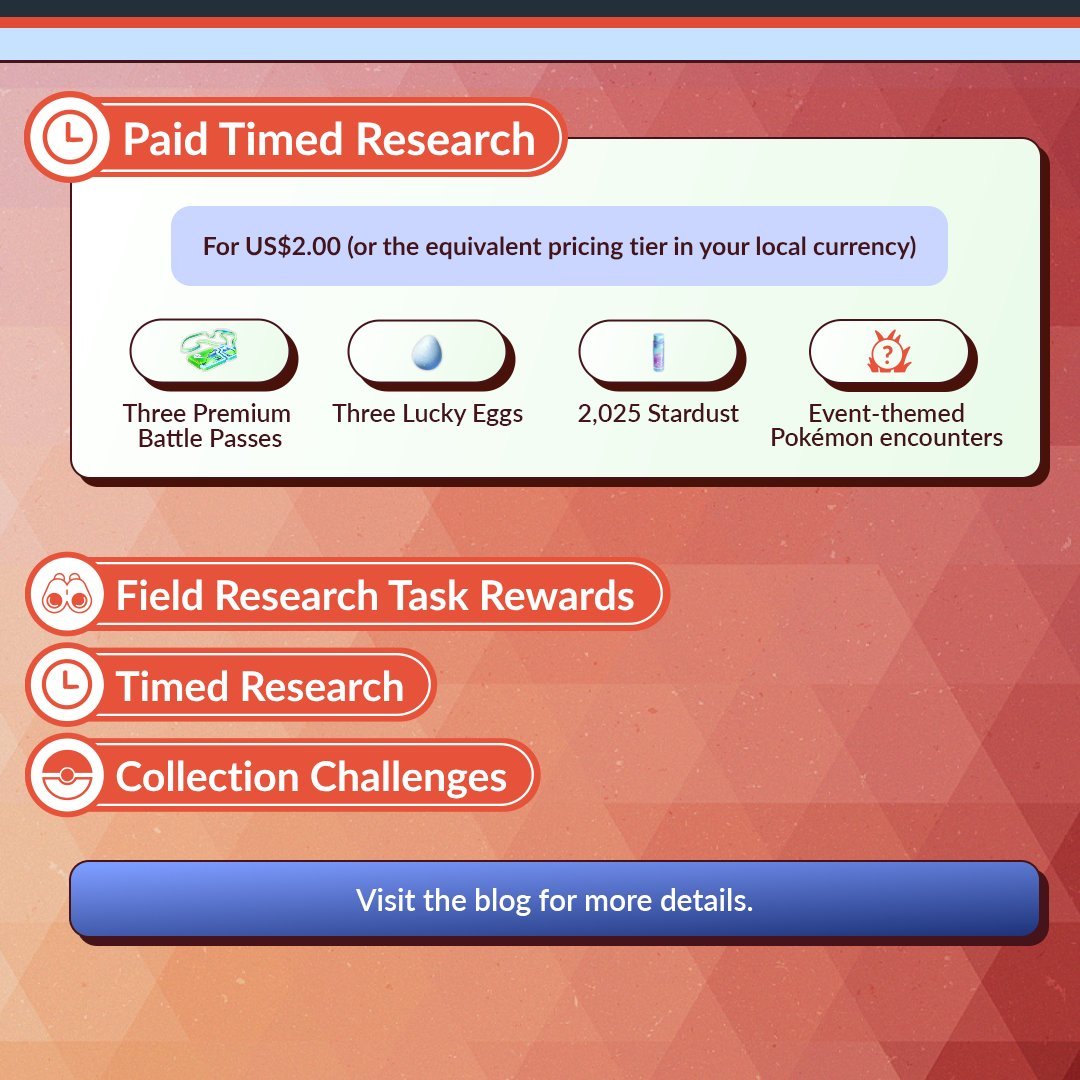 Paid Timed Research
For US$2.00 (or the equivalent pricing tier in your local currency)
Three Premium
Battle Passes
Three Lucky Eggs
2,025 Stardust
?
Event-themed
Pokémon encounters
Field Research Task Rewards
Timed Research
Collection Challenges
Visit the blog for more details.